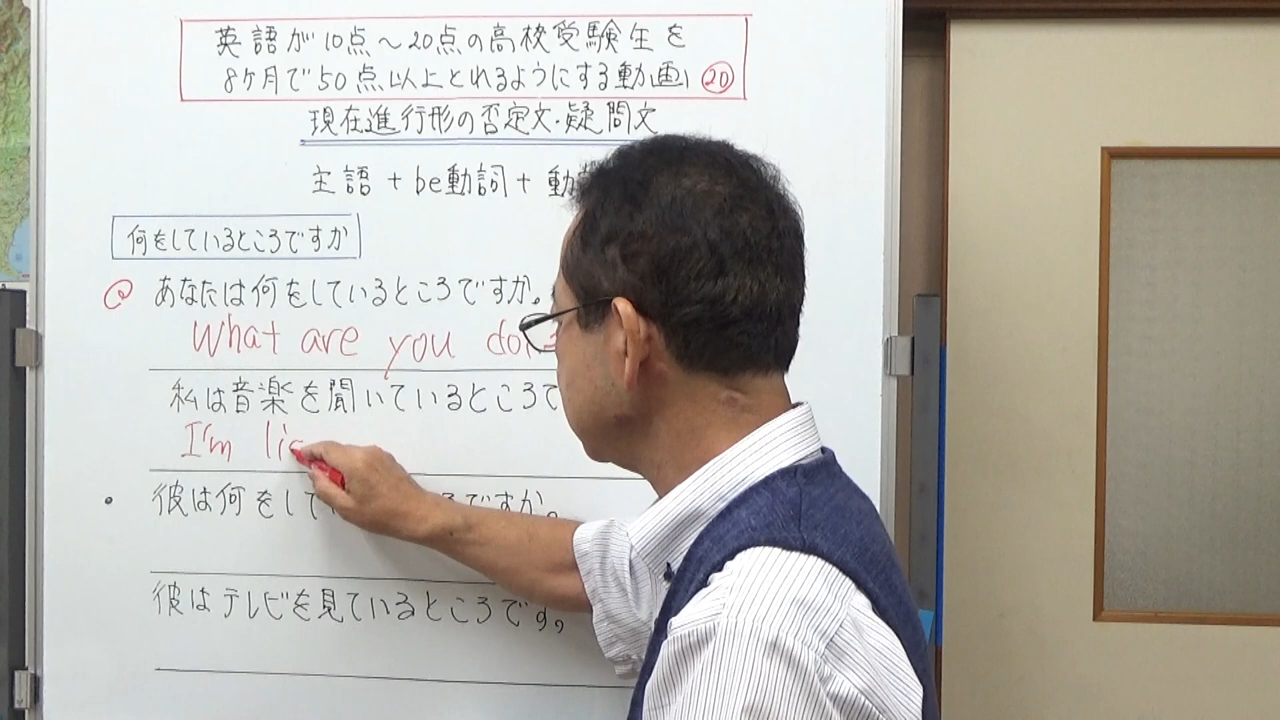 英語が10点～20点の高校受験生を
8ヶ月で50点以上とれるようにする動画 20
現在進行形の否定文・疑問文
主語 + be動詞 +
何をしているところですか
あなたは何をしているところですか。
What are you
私は音楽を聞いているところ
I'm
彼は何をし ですか。
彼はテレビを見ているところです。